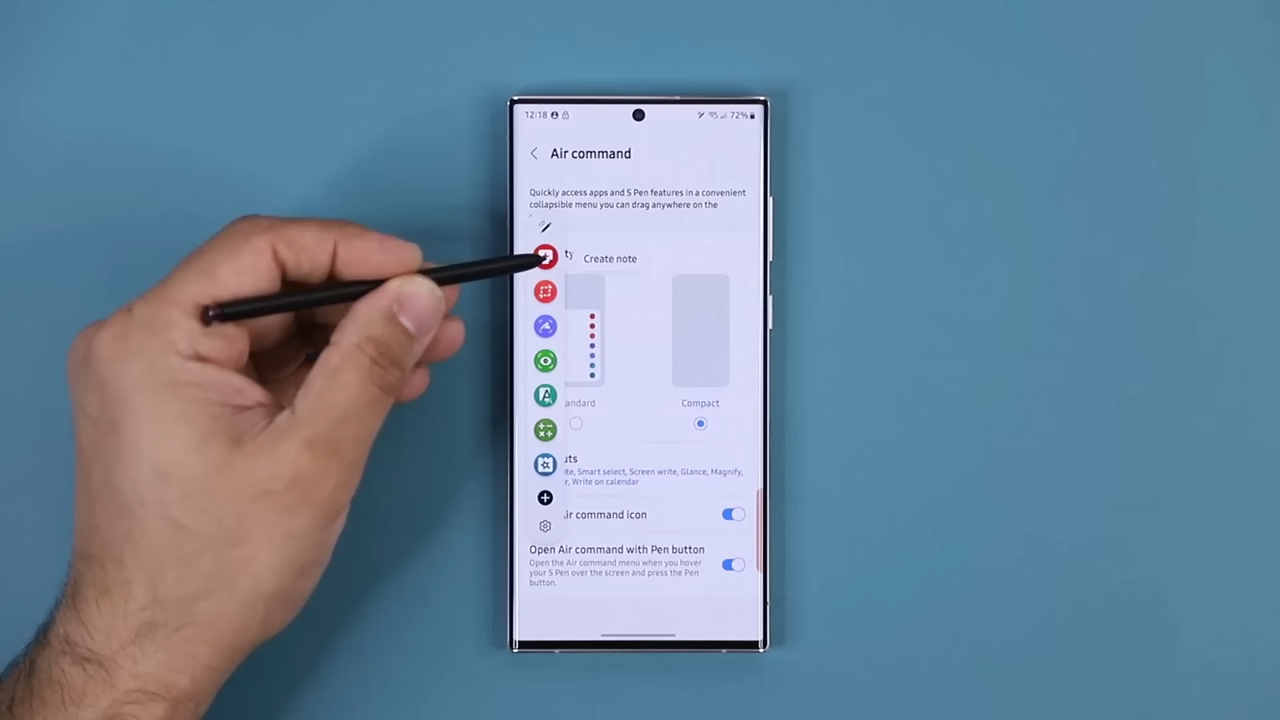 12:18
72%
Air command
Quickly access apps and S Pen features in a convenient
collapsible menu you can drag anywhere on the
ty
Create note
andard
Compact
uts
te, Smart select, Screen write, Glance, Magnify,
r, Write on calendar
ir command icon
Open Air command with Pen button
Open the Air command menu when you hover
your S Pen over the screen and press the Pen
button.